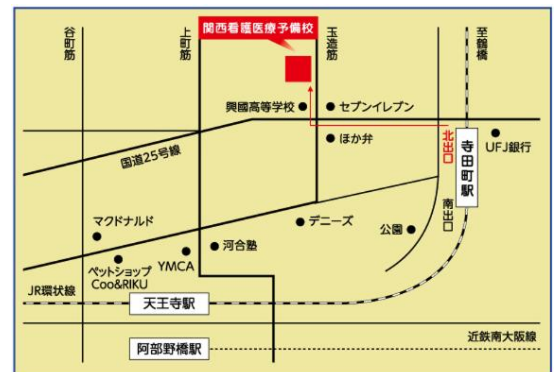 谷町筋
上町筋
関西看護医療予備校
玉造筋
至鶴橋
興國高等学校
セブンイレブン
国道25号線
ほか弁
北出口
寺田町駅
UFJ銀行
マクドナルド
デニーズ
公園
南出口
河合塾
YMCA
ペットショップ
Coo&RIKU
JR環状線
天王寺駅
近鉄南大阪線
阿部野橋駅